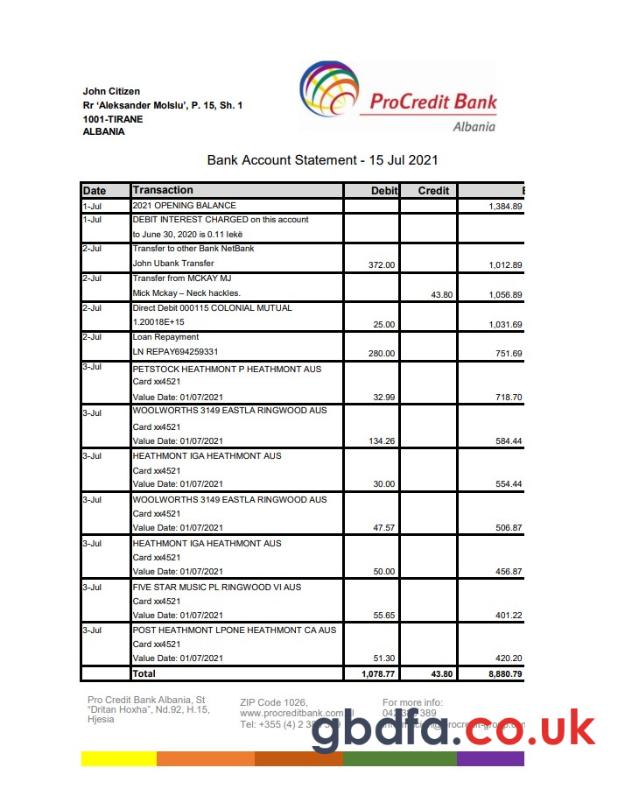 John Citizen
Rr ‘Aleksander Molslu’, P. 15, Sh. 1
1001-TIRANE
ALBANIA
ProCredit Bank
Albania
Bank Account Statement - 15 Jul 2021
Date Transaction Debit Credit
1-Jul 2021 OPENING BALANCE 1,384.89
1-Jul DEBIT INTEREST CHARGED on this account
to June 30, 2020 is 0.11 lekë
2-Jul Transfer to other Bank NetBank
John Ubank Transfer 372.00 1,012.89
2-Jul Transfer from MCKAY MJ
Mick Mckay – Neck hackles. 43.80 1,056.89
2-Jul Direct Debit 000115 COLONIAL MUTUAL
1.20018E+15 25.00 1,031.69
2-Jul Loan Repayment
LN REPAY694259331 280.00 751.69
3-Jul PETSTOCK HEATHMONT P HEATHMONT AUS
Card xx4521
Value Date: 01/07/2021 32.99 718.70
3-Jul WOOLWORTHS 3149 EASTLA RINGWOOD AUS
Card xx4521
Value Date: 01/07/2021 134.26 584.44
3-Jul HEATHMONT IGA HEATHMONT AUS
Card xx4521
Value Date: 01/07/2021 30.00 554.44
3-Jul WOOLWORTHS 3149 EASTLA RINGWOOD AUS
Card xx4521
Value Date: 01/07/2021 47.57 506.87
3-Jul HEATHMONT IGA HEATHMONT AUS
Card xx4521
Value Date: 01/07/2021 50.00 456.87
3-Jul FIVE STAR MUSIC PL RINGWOOD VI AUS
Card xx4521
Value Date: 01/07/2021 55.65 401.22
3-Jul POST HEATHMONT LPONE HEATHMONT CA AUS
Card xx4521
Value Date: 01/07/2021 51.30 420.20
Total 1,078.77 43.80 8,880.79
Pro Credit Bank Albania, St
“Dritan Hoxha”, Nd.92, H.15,
Hjesia
ZIP Code 1026,
www.procreditbank.com
Tel: +355 (4) 2
For more info:
gbdfa.co.uk